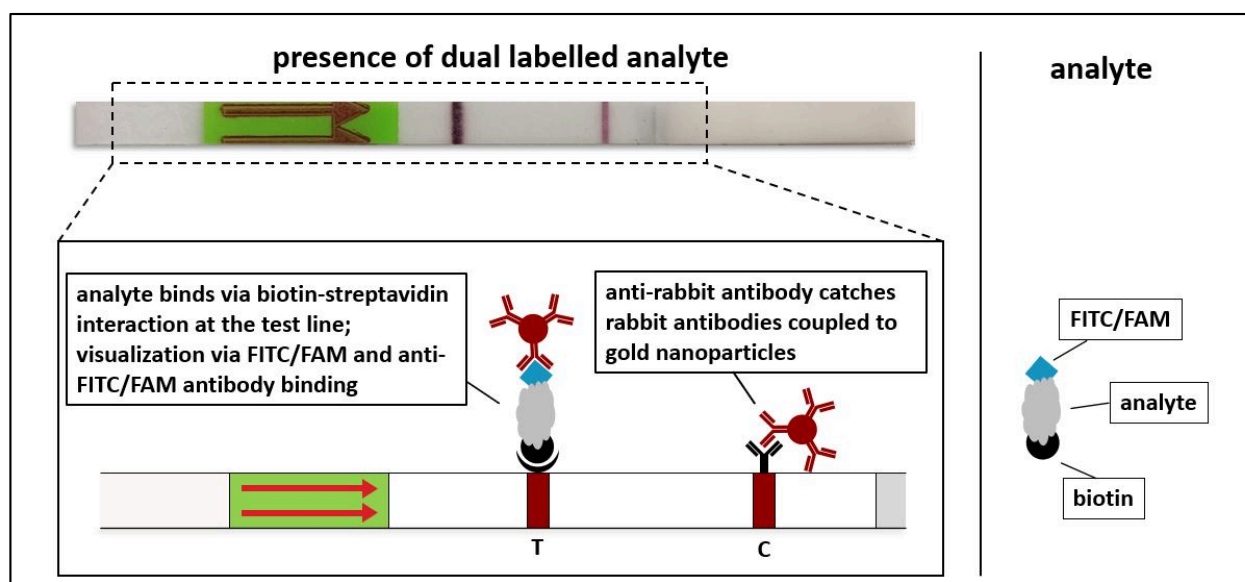 presence of dual labelled analyte
analyte
analyte binds via biotin-streptavidin
interaction at the test line;
visualization via FITC/FAM and anti-
FITC/FAM antibody binding
anti-rabbit antibody catches
rabbit antibodies coupled to
gold nanoparticles
FITC/FAM
analyte
biotin
T
C